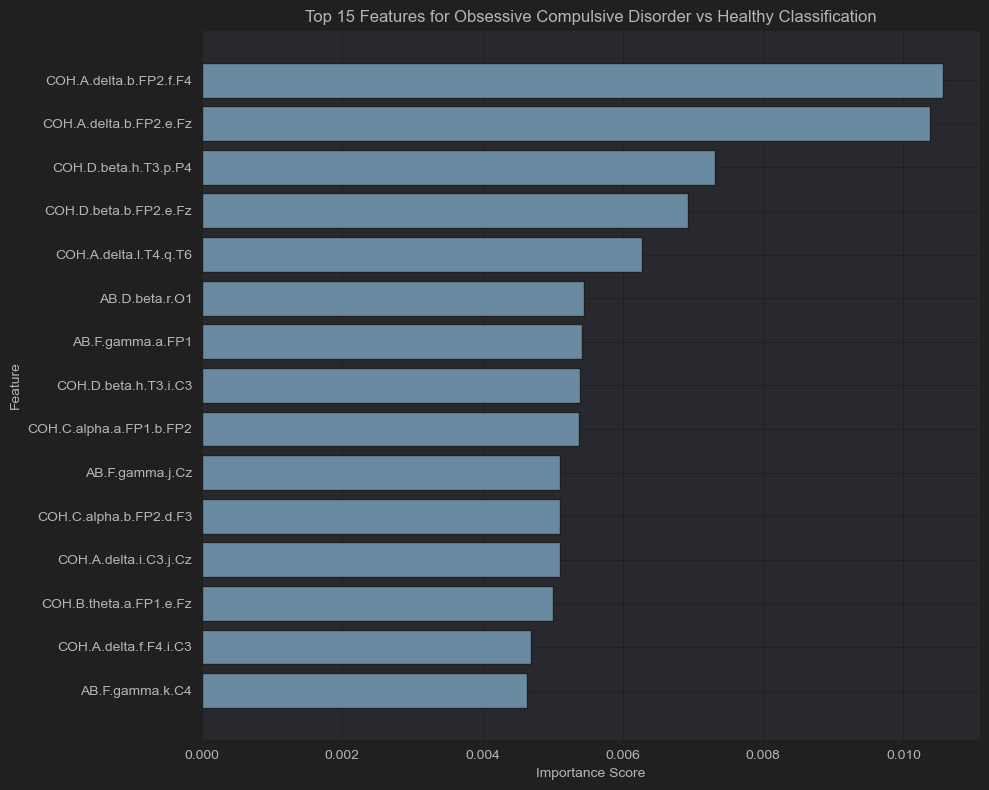 Top 15 Features for Obsessive Compulsive Disorder vs Healthy Classification
Feature
COH.A.delta.b.FP2.f.F4
COH.A.delta.b.FP2.e.Fz
COH.D.beta.h.T3.p.P4
COH.D.beta.b.FP2.e.Fz
COH.A.delta.l.T4.q.T6
AB.D.beta.r.O1
AB.F.gamma.a.FP1
COH.D.beta.h.T3.i.C3
COH.C.alpha.a.FP1.b.FP2
AB.F.gamma.j.Cz
COH.C.alpha.b.FP2.d.F3
COH.A.delta.i.C3.j.Cz
COH.B.theta.a.FP1.e.Fz
COH.A.delta.f.F4.i.C3
AB.F.gamma.k.C4
0.000 0.002 0.004 0.006 0.008 0.010
Importance Score